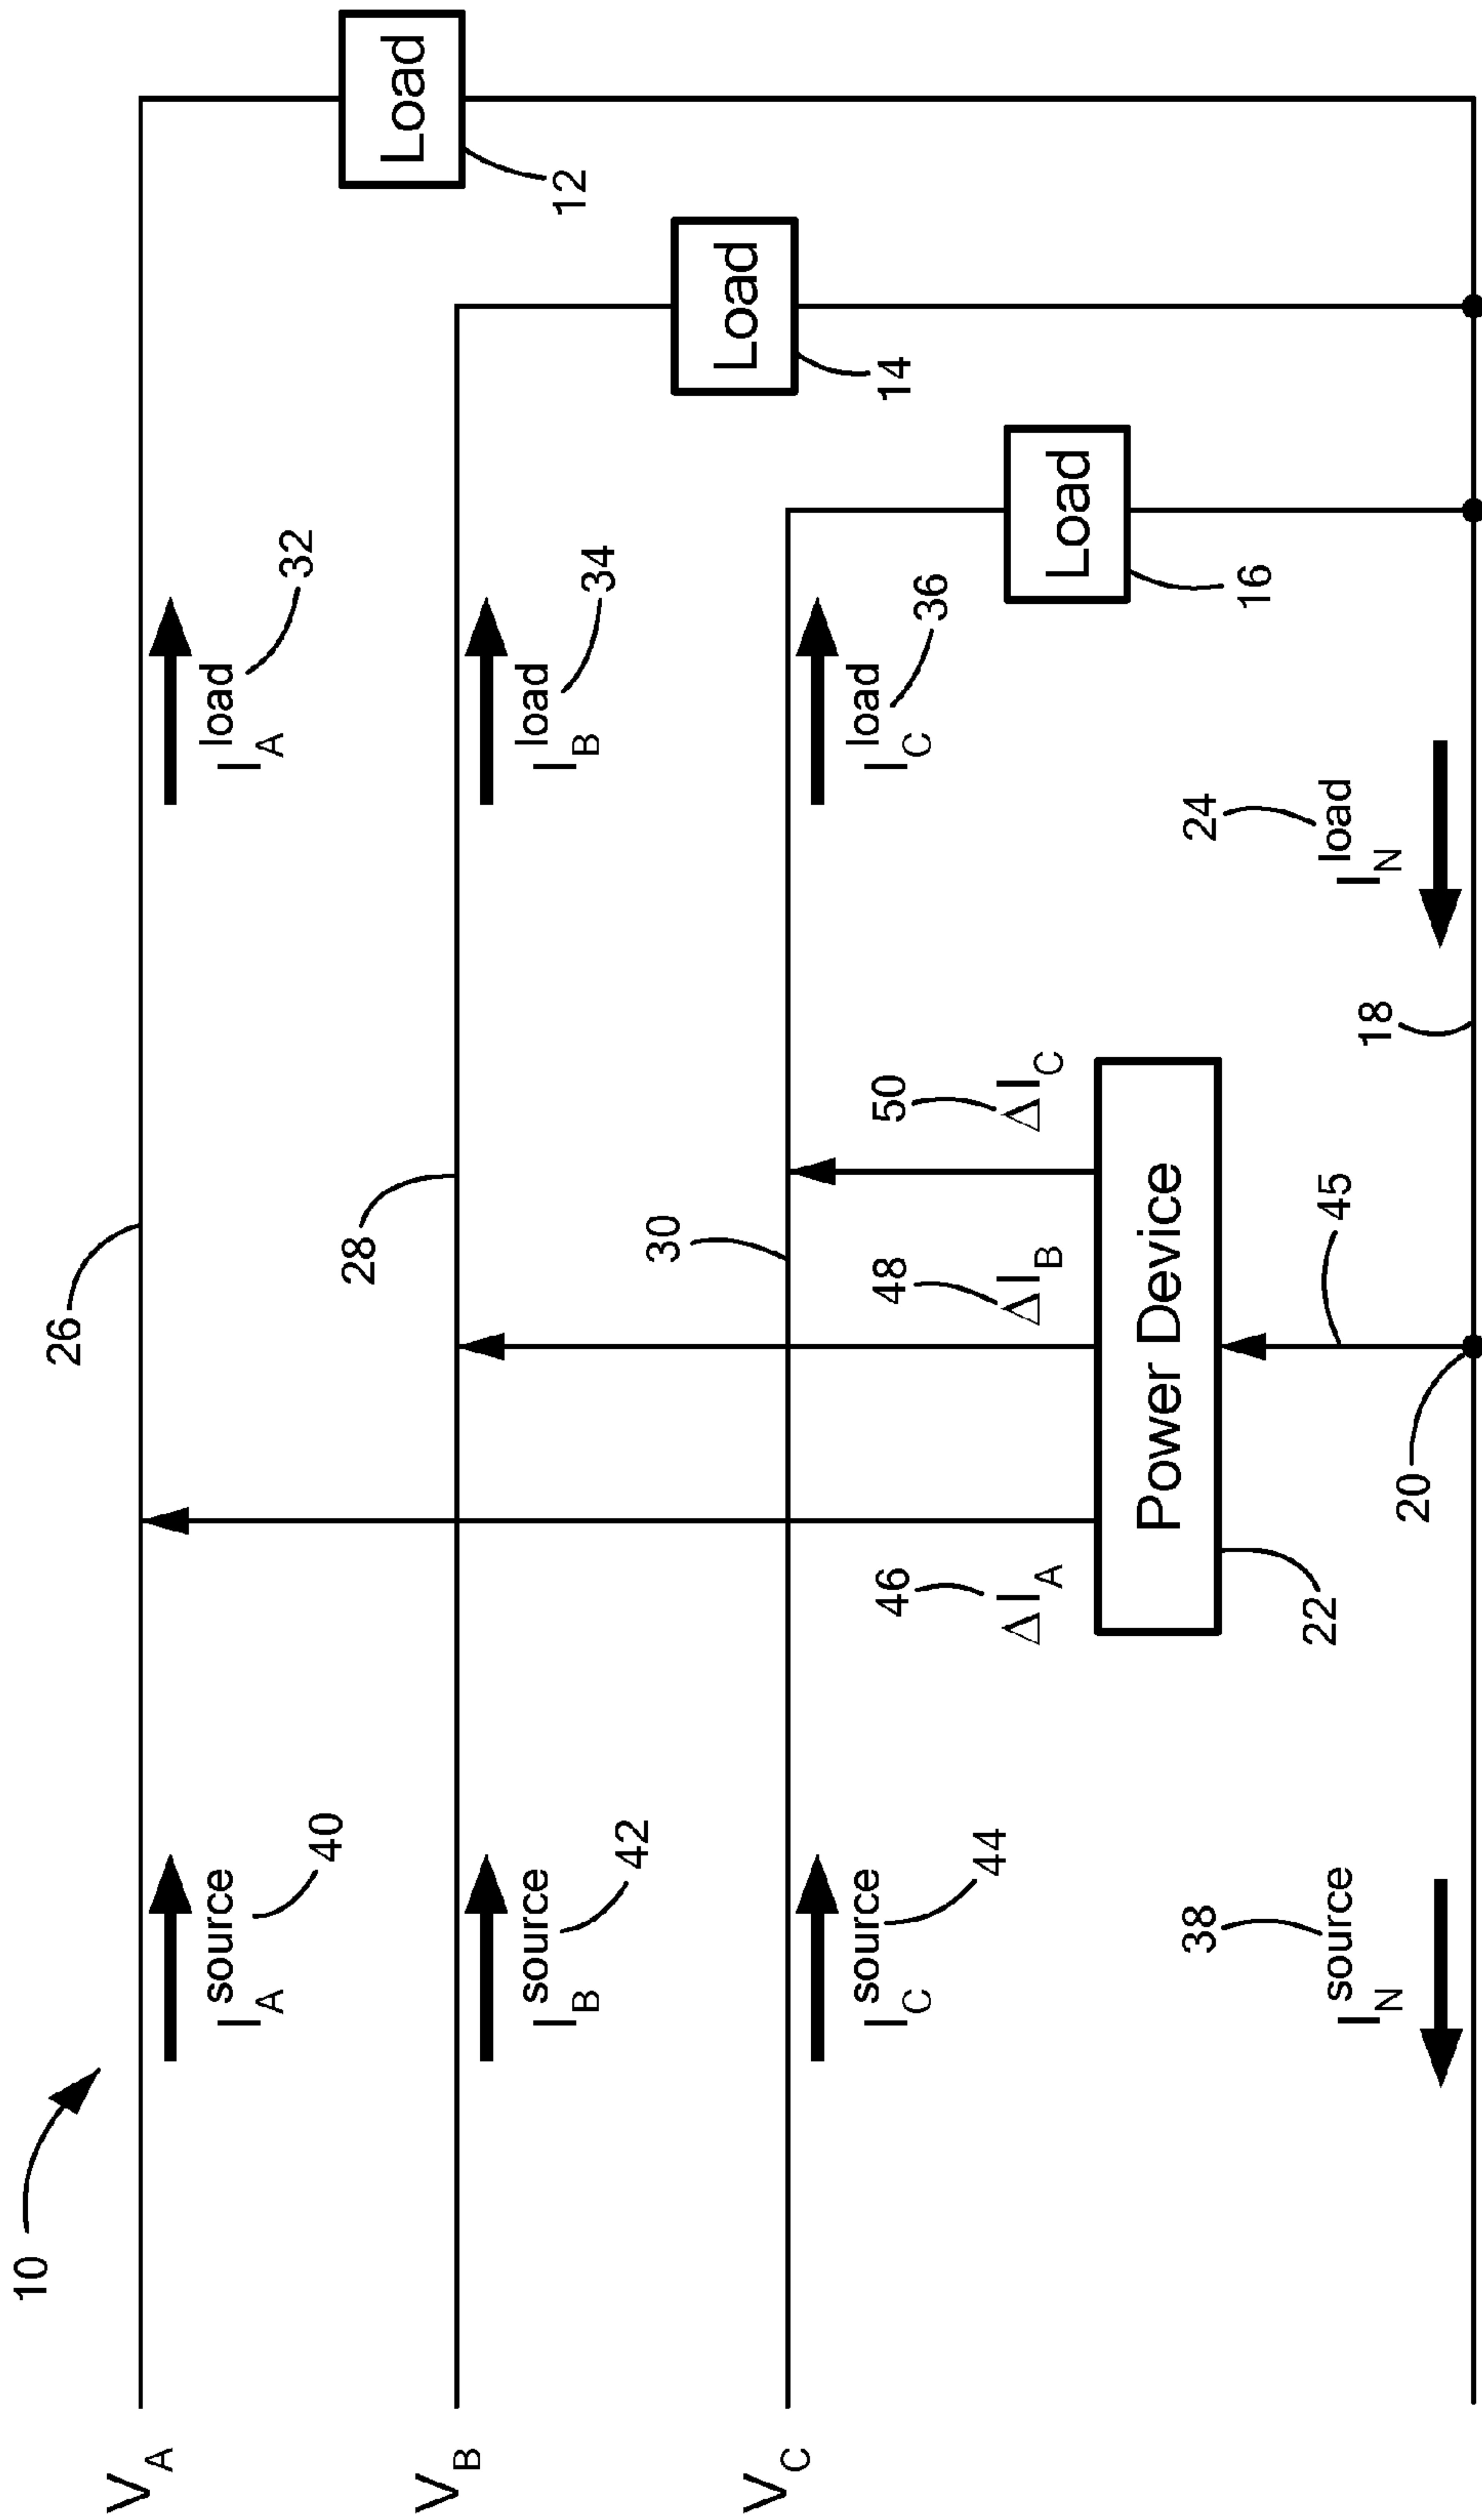 10
26
V_A
I_A^source
40
I_A^load
32
Load
12
28
V_B
I_B^source
42
I_B^load
34
Load
14
30
V_C
I_C^source
44
I_C^load
36
Load
16
46
48
50
ΔI_A
ΔI_B
ΔI_C
Power Device
22
45
20
38
I_N^source
24
I_N^load
18